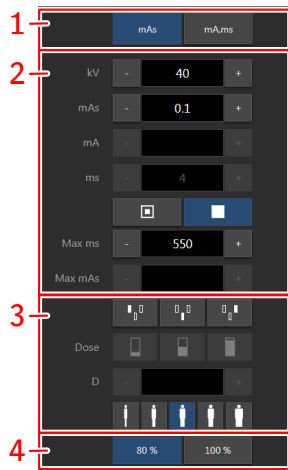 1 mAs mA,ms
2 kV - 40 +
mAs - 0.1 +
mA - +
ms - 4 +
Max ms - 550 +
Max mAs - +
3
Dose
D - +
4 80 % 100 %